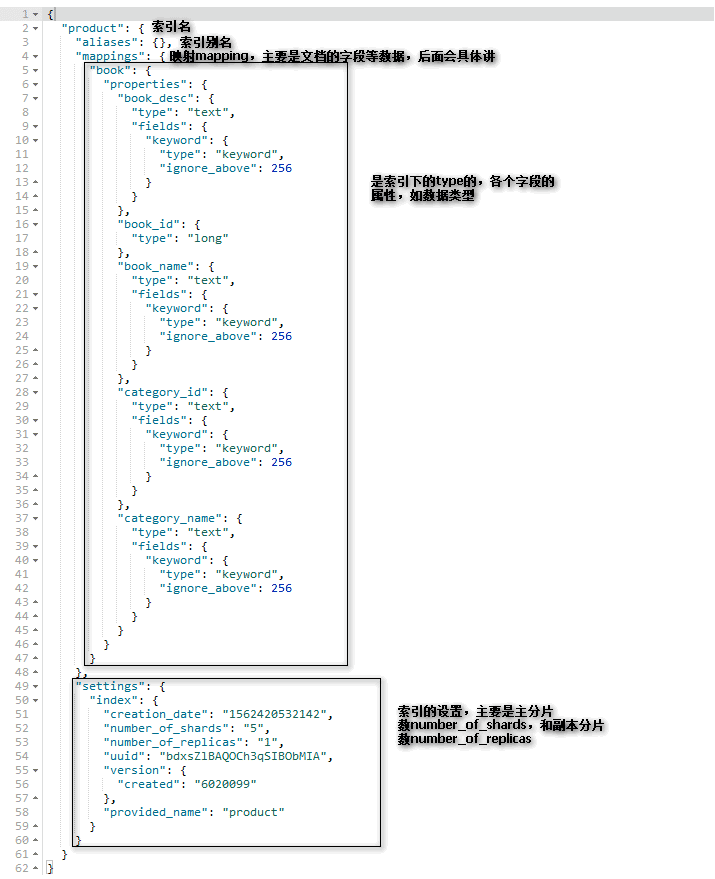 1 {
2 "product": { 索引名
3 "aliases": {}, 索引别名
4 "mappings": { 映射mapping，主要是文档的字段等数据，后面会具体讲
5 "book": {
6 "properties": {
7 "book_desc": {
8 "type": "text",
9 "fields": {
10 "keyword": {
11 "type": "keyword",
12 "ignore_above": 256
13 }
是索引下的type的，各个字段的
14 }
属性，如数据类型
15 },
16 "book_id": {
17 "type": "long"
18 },
19 "book_name": {
20 "type": "text",
21 "fields": {
22 "keyword": {
23 "type": "keyword",
24 "ignore_above": 256
25 }
26 }
27 },
28 "category_id": {
29 "type": "text",
30 "fields": {
31 "keyword": {
32 "type": "keyword",
33 "ignore_above": 256
34 }
35 }
36 },
37 "category_name": {
38 "type": "text",
39 "fields": {
40 "keyword": {
41 "type": "keyword",
42 "ignore_above": 256
43 }
44 }
45 }
46 }
47 }
48 },
49 "settings": {
50 "index": {
51 "creation_date": "1562420532142",
索引的设置，主要是主分片
52 "number_of_shards": "5",
数number_of_shards，和副本分片
53 "number_of_replicas": "1",
数number_of_replicas
54 "uuid": "bdxsZlBAQOCh3qSIBObMIA",
55 "version": {
56 "created": "6020099"
57 },
58 "provided_name": "product"
59 }
60 }
61 }
62 }